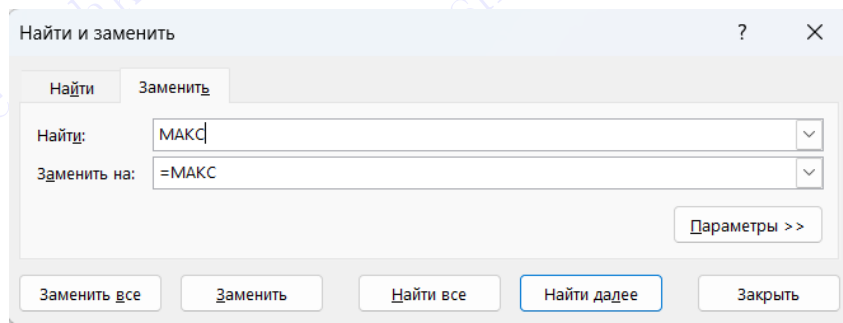 Найти и заменить ? ×
Найти Заменить
Найти: МАКС
Заменить на: =МАКС
Параметры >>
Заменить все Заменить Найти все Найти далее Закрыть